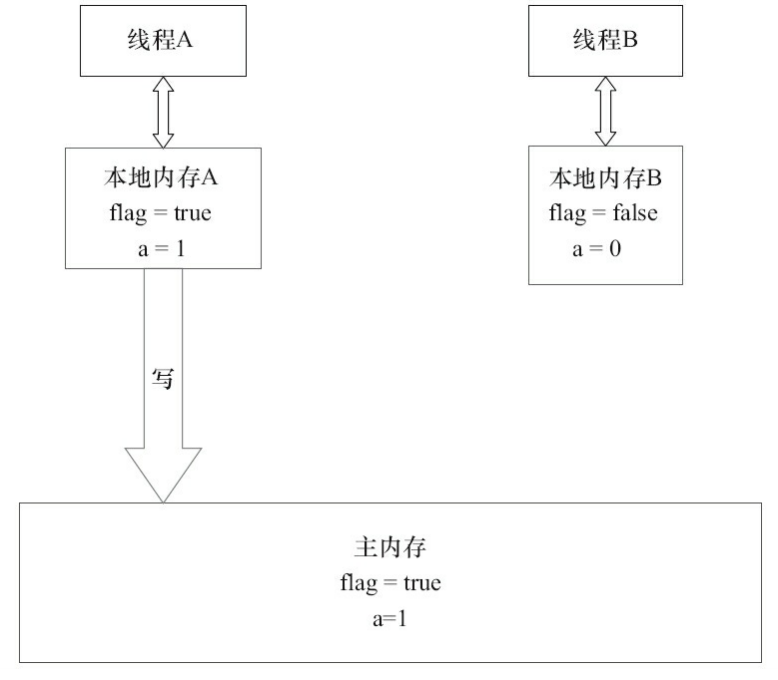 线程A
线程B
本地内存A
flag = true
a = 1
本地内存B
flag = false
a = 0
写
主内存
flag = true
a=1